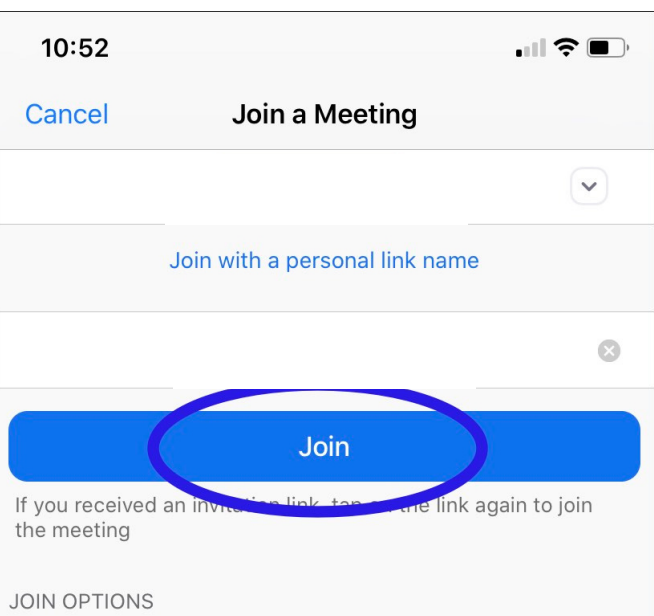 10:52
Cancel Join a Meeting
Join with a personal link name
Join
If you received an invitation link, tap on the link again to join
the meeting
JOIN OPTIONS